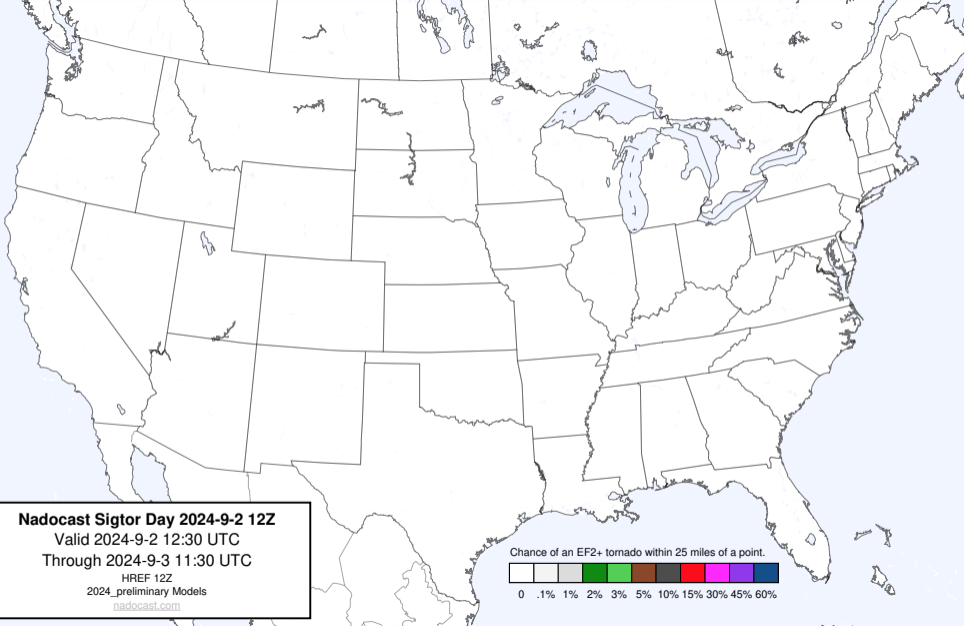 Nadocast Sigtor Day 2024-9-2 12Z
Valid 2024-9-2 12:30 UTC
Through 2024-9-3 11:30 UTC
HREF 12Z
2024_preliminary Models
nadocast.com
Chance of an EF2+ tornado within 25 miles of a point.
0 .1% 1% 2% 3% 5% 10% 15% 30% 45% 60%